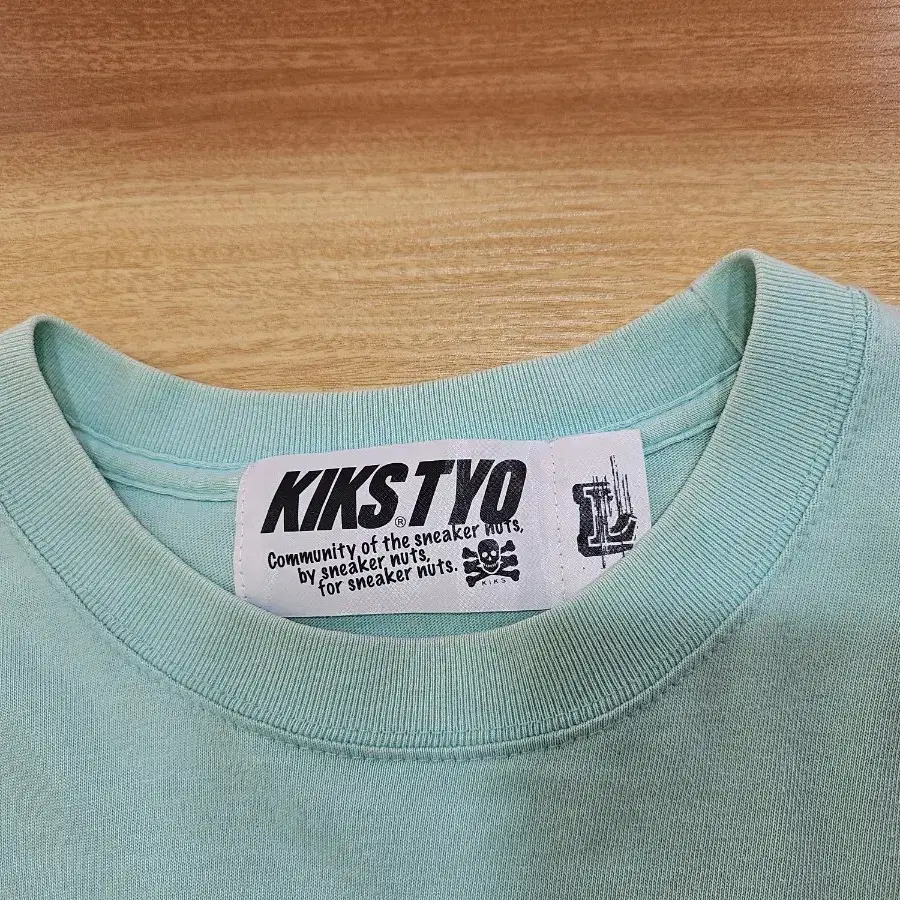 KIKS TYO
®
Community of the sneaker nuts,
by sneaker nuts,
for sneaker nuts.
KIKS
L